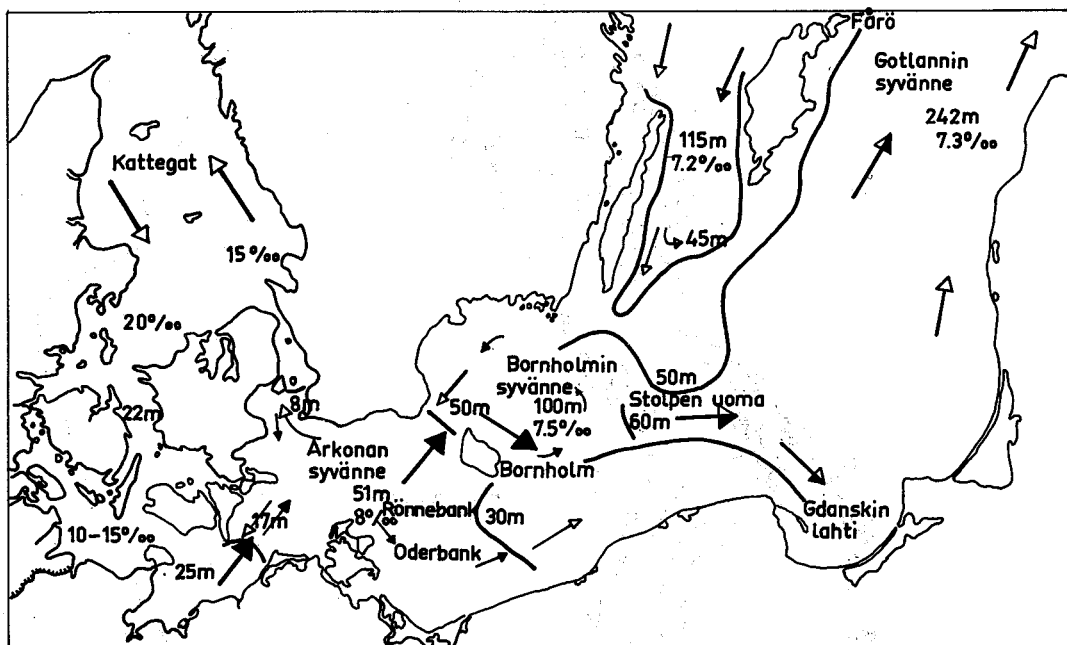 Fårö
Gotlannin
syvänne
242m
7.3‰
115m
7.2‰
45m
Kattegat
15‰
20‰
22m
8m
50m
Bornholmin
syvänne
100m
7.5‰
50m
Stolpen uoma
60m
Bornholm
Arkonan
syvänne
51m
8‰
Rönnebank
30m
Oderbank
Gdanskin
lahti
17m
10-15‰
25m